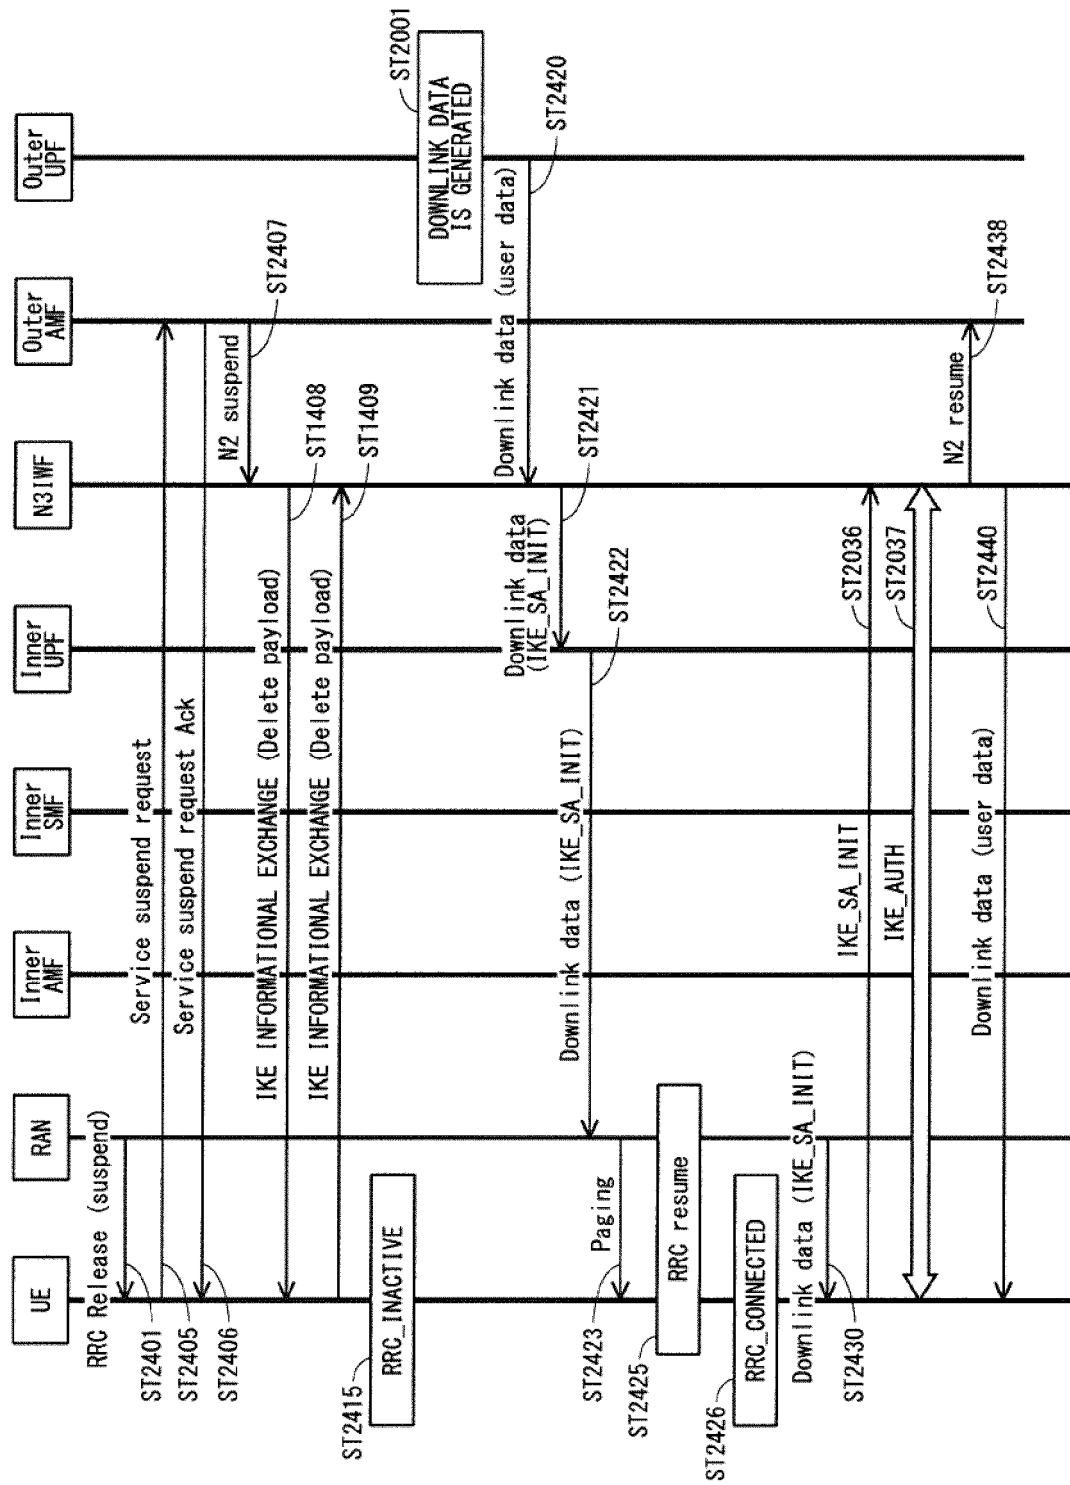 UE
RAN
Inner
AMF
Inner
SMF
Inner
UPF
N3IWF
Outer
AMF
Outer
UPF
RRC Release (suspend)
ST2401
Service suspend request
ST2405
Service suspend request Ack
ST2406
N2 suspend
ST2407
IKE INFORMATIONAL EXCHANGE (Delete payload)
ST1408
IKE INFORMATIONAL EXCHANGE (Delete payload)
ST1409
ST2415
RRC_INACTIVE
DOWNLINK DATA
IS GENERATED
ST2001
Downlink data (user data)
ST2420
Downlink data
(IKE_SA_INIT)
ST2421
Downlink data (IKE_SA_INIT)
ST2422
Paging
ST2423
RRC resume
ST2425
RRC_CONNECTED
ST2426
Downlink data (IKE_SA_INIT)
ST2430
IKE_SA_INIT
ST2036
IKE_AUTH
ST2037
N2 resume
ST2438
Downlink data (user data)
ST2440